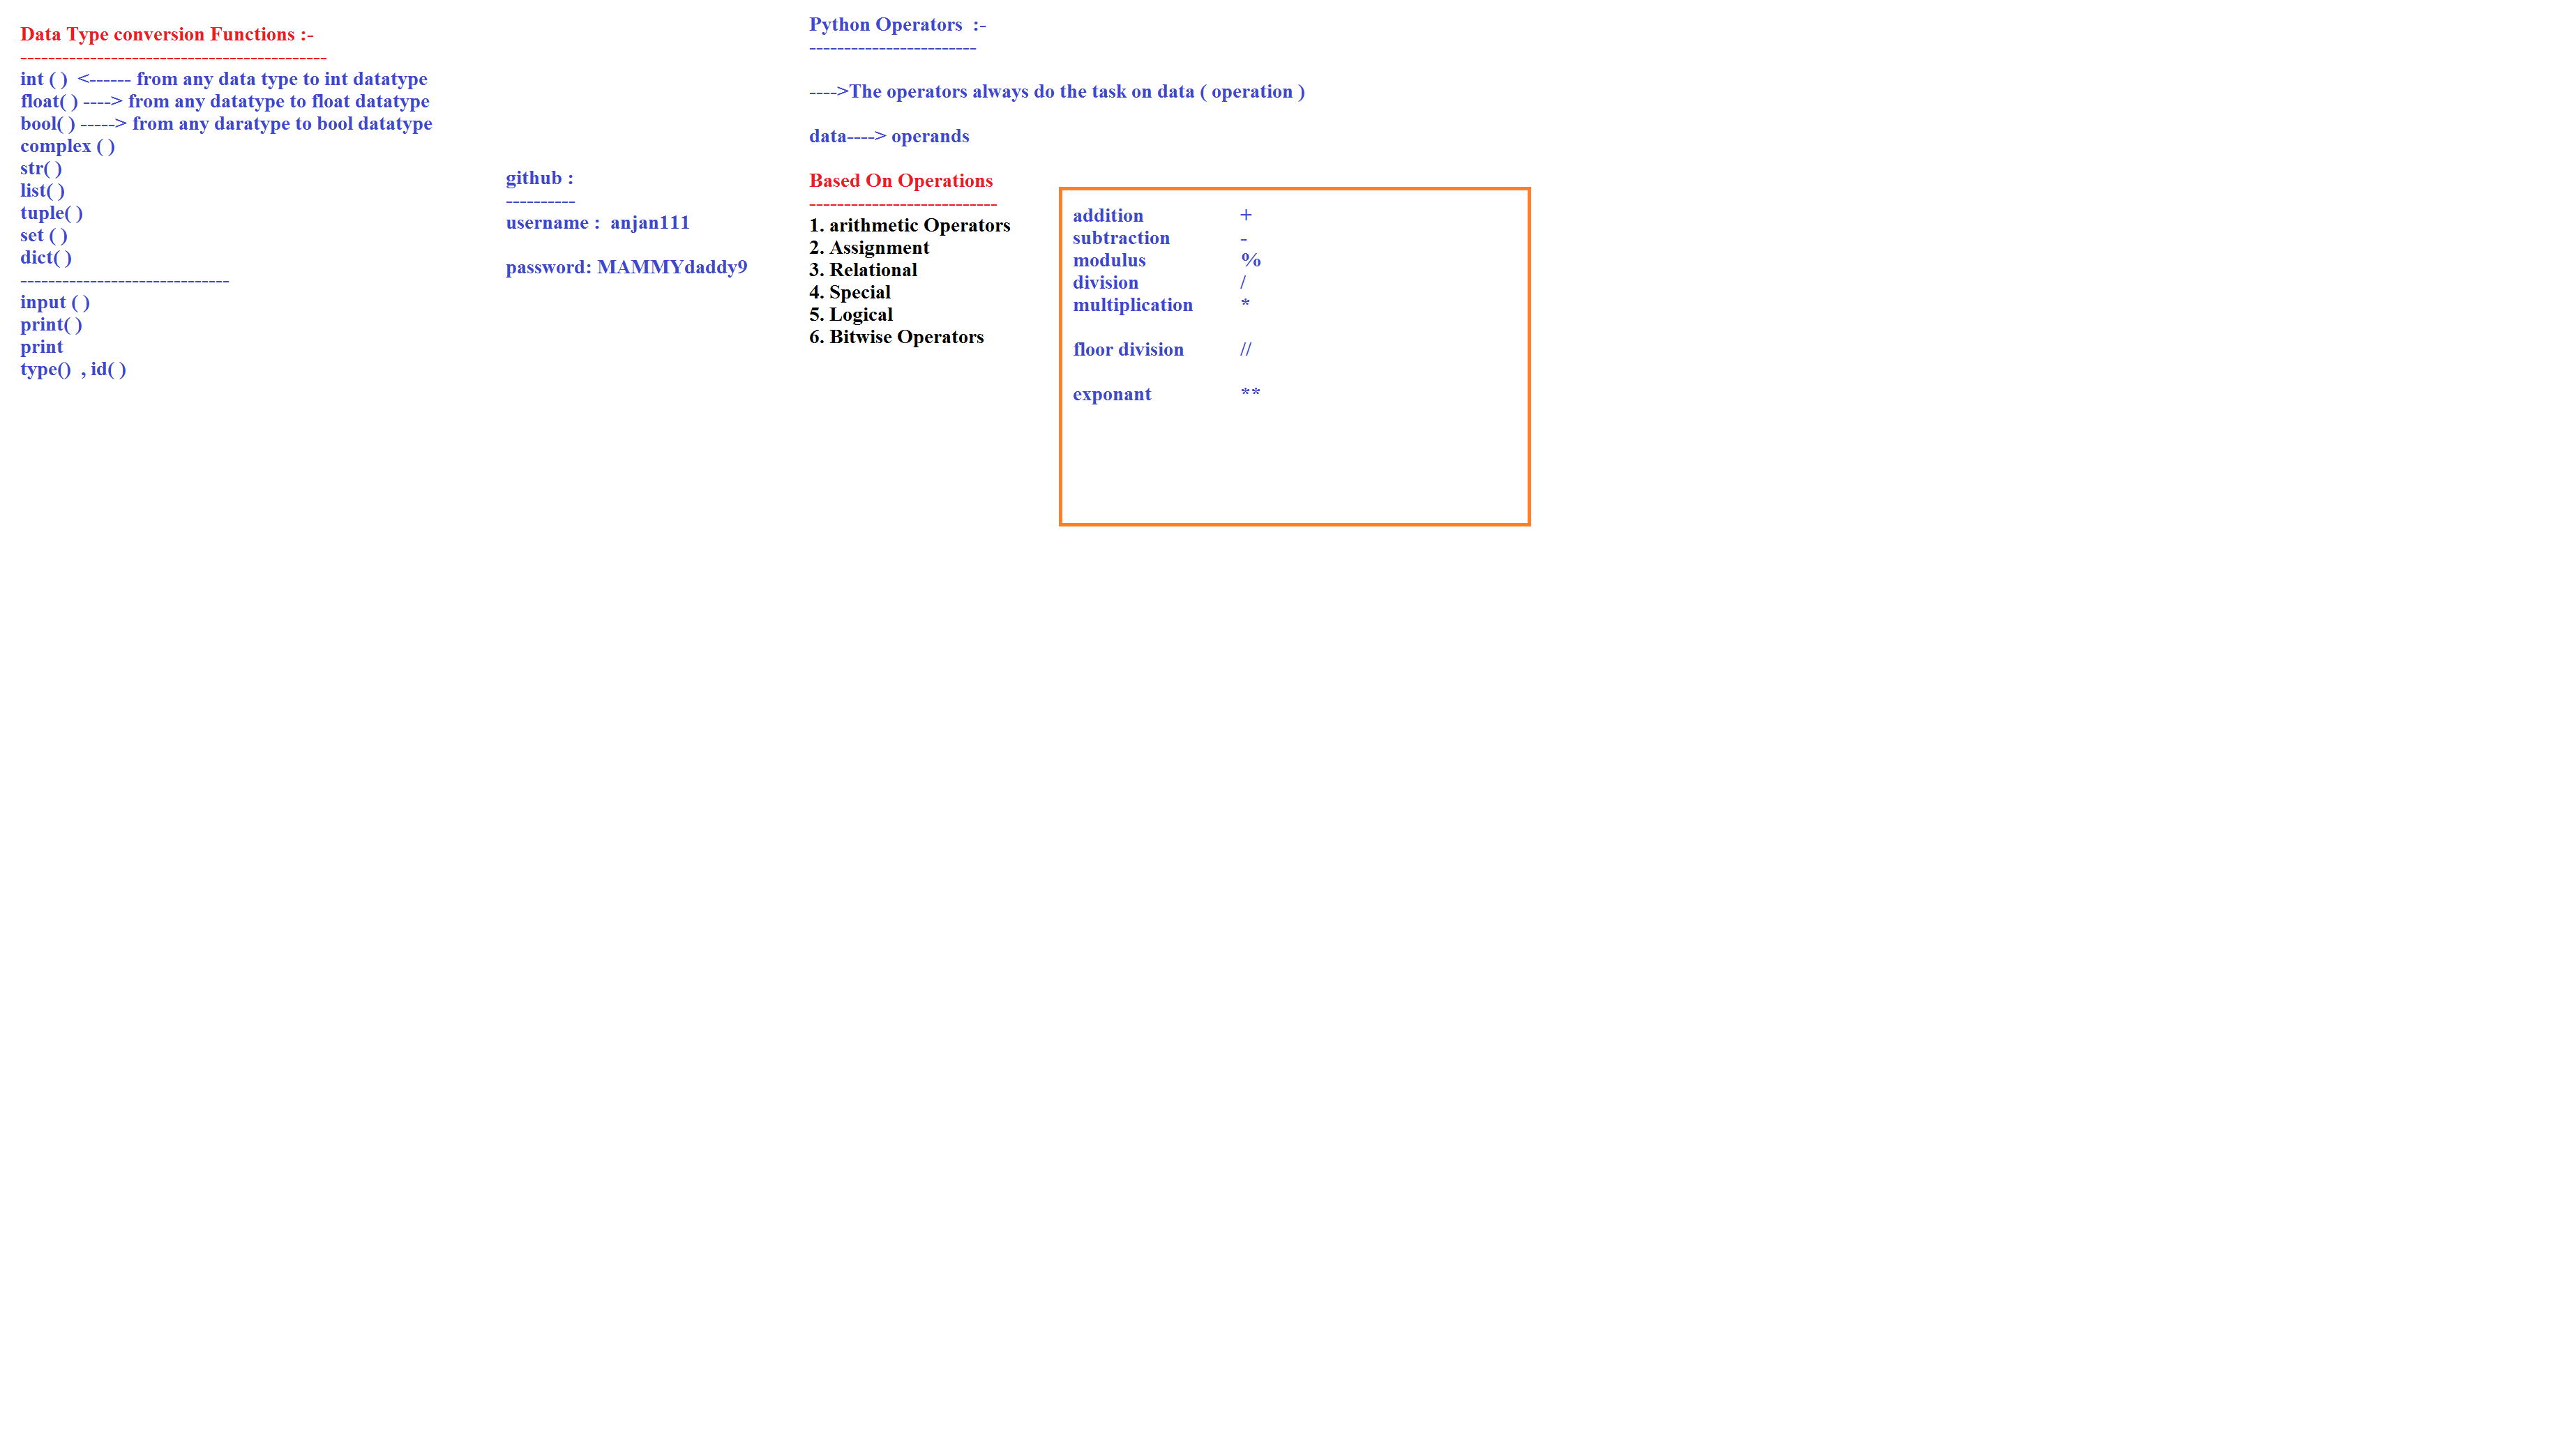 Data Type conversion Functions :-
--------------------------------------------
int ( )  <------ from any data type to int datatype
float( ) ----> from any datatype to float datatype
bool( ) -----> from any daratype to bool datatype
complex ( )
str( )
list( )
tuple( )
set ( )
dict( )
------------------------------
input ( )
print( )
print
type()  , id( )
github :
----------
username :  anjan111
password: MAMMYdaddy9
Python Operators  :-
------------------------
---->The operators always do the task on data ( operation )
data----> operands
Based On Operations
---------------------------
1. arithmetic Operators
2. Assignment
3. Relational
4. Special
5. Logical
6. Bitwise Operators
addition +
subtraction -
modulus %
division /
multiplication *
floor division //
exponant **